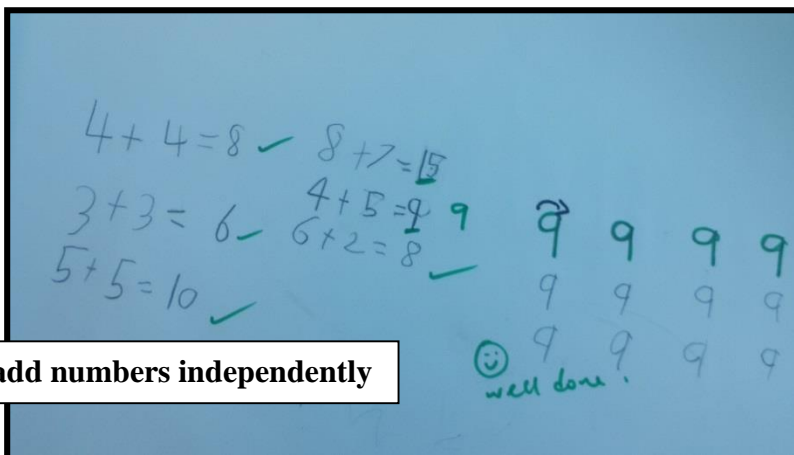 4 + 4 = 8
3 + 3 = 6
5 + 5 = 10
8 + 7 = 15
4 + 5 = 9 9
6 + 2 = 8
9 9 9 9
9 9 9 9
9 9 9 9
well done.
add numbers independently